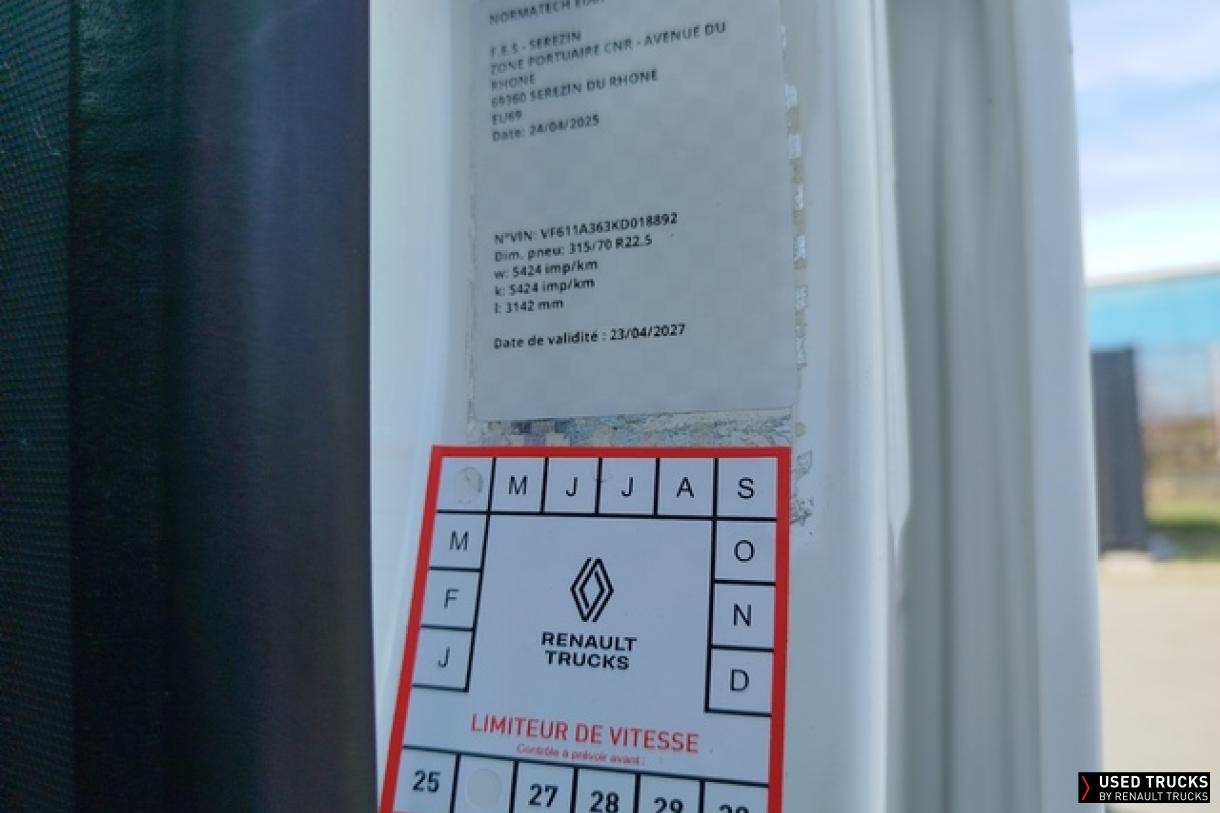 NORMATECH
F.E.S - SEREZIN
ZONE PORTUAIRE CNR - AVENUE DU
RHONE
69360 SEREZIN DU RHONE
EU69
Date: 24/04/2025
N°VIN: VF611A363KD018892
Dim. pneu: 315/70 R22.5
w: 5424 imp/km
k: 5424 imp/km
l: 3142 mm
Date de validité : 23/04/2027
M J J A S
M O
F N
J D
RENAULT
TRUCKS
LIMITEUR DE VITESSE
Contrôle à prévoir avant :
25 27 28 29
USED TRUCKS
BY RENAULT TRUCKS